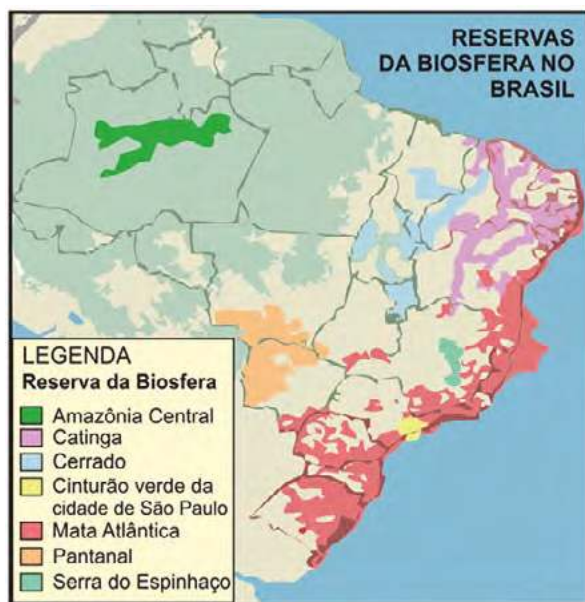 RESERVAS
DA BIOSFERA NO
BRASIL
LEGENDA
Reserva da Biosfera
Amazônia Central
Catinga
Cerrado
Cinturão verde da
cidade de São Paulo
Mata Atlântica
Pantanal
Serra do Espinhaço